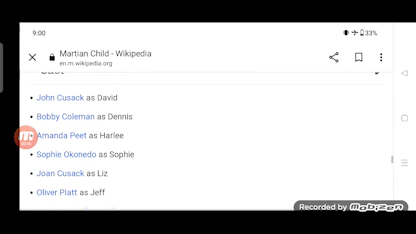 9:00
33%
Martian Child - Wikipedia
en.m.wikipedia.org
• John Cusack as David
• Bobby Coleman as Dennis
• Amanda Peet as Harlee
• Sophie Okonedo as Sophie
• Joan Cusack as Liz
• Oliver Platt as Jeff
Recorded by Mobizen